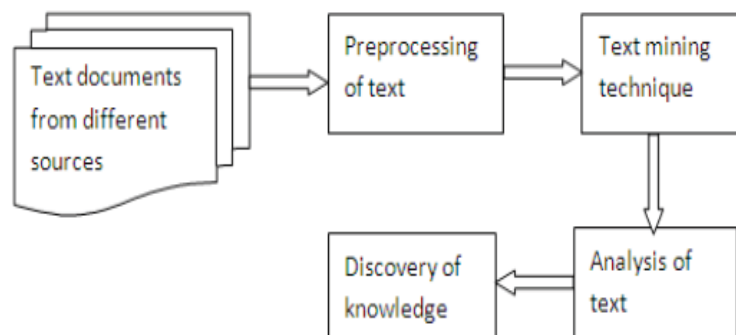 Text documents
from different
sources
Preprocessing
of text
Text mining
technique
Analysis of
text
Discovery of
knowledge